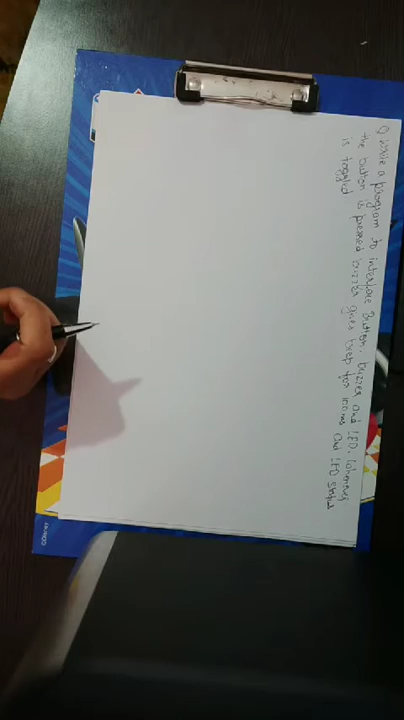 Q Write a program to interface Button, buzzer and LED. Whenever
the button is pressed buzzer gives beep for 100ms and LED status
is toggled